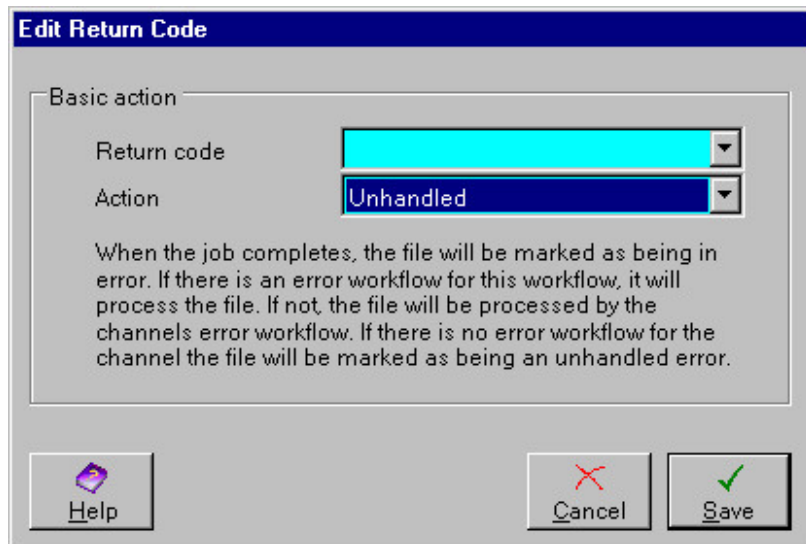 Edit Return Code
Basic action
Return code
Action
Unhandled
When the job completes, the file will be marked as being in
error. If there is an error workflow for this workflow, it will
process the file. If not, the file will be processed by the
channels error workflow. If there is no error workflow for the
channel the file will be marked as being an unhandled error.
Help
Cancel
Save